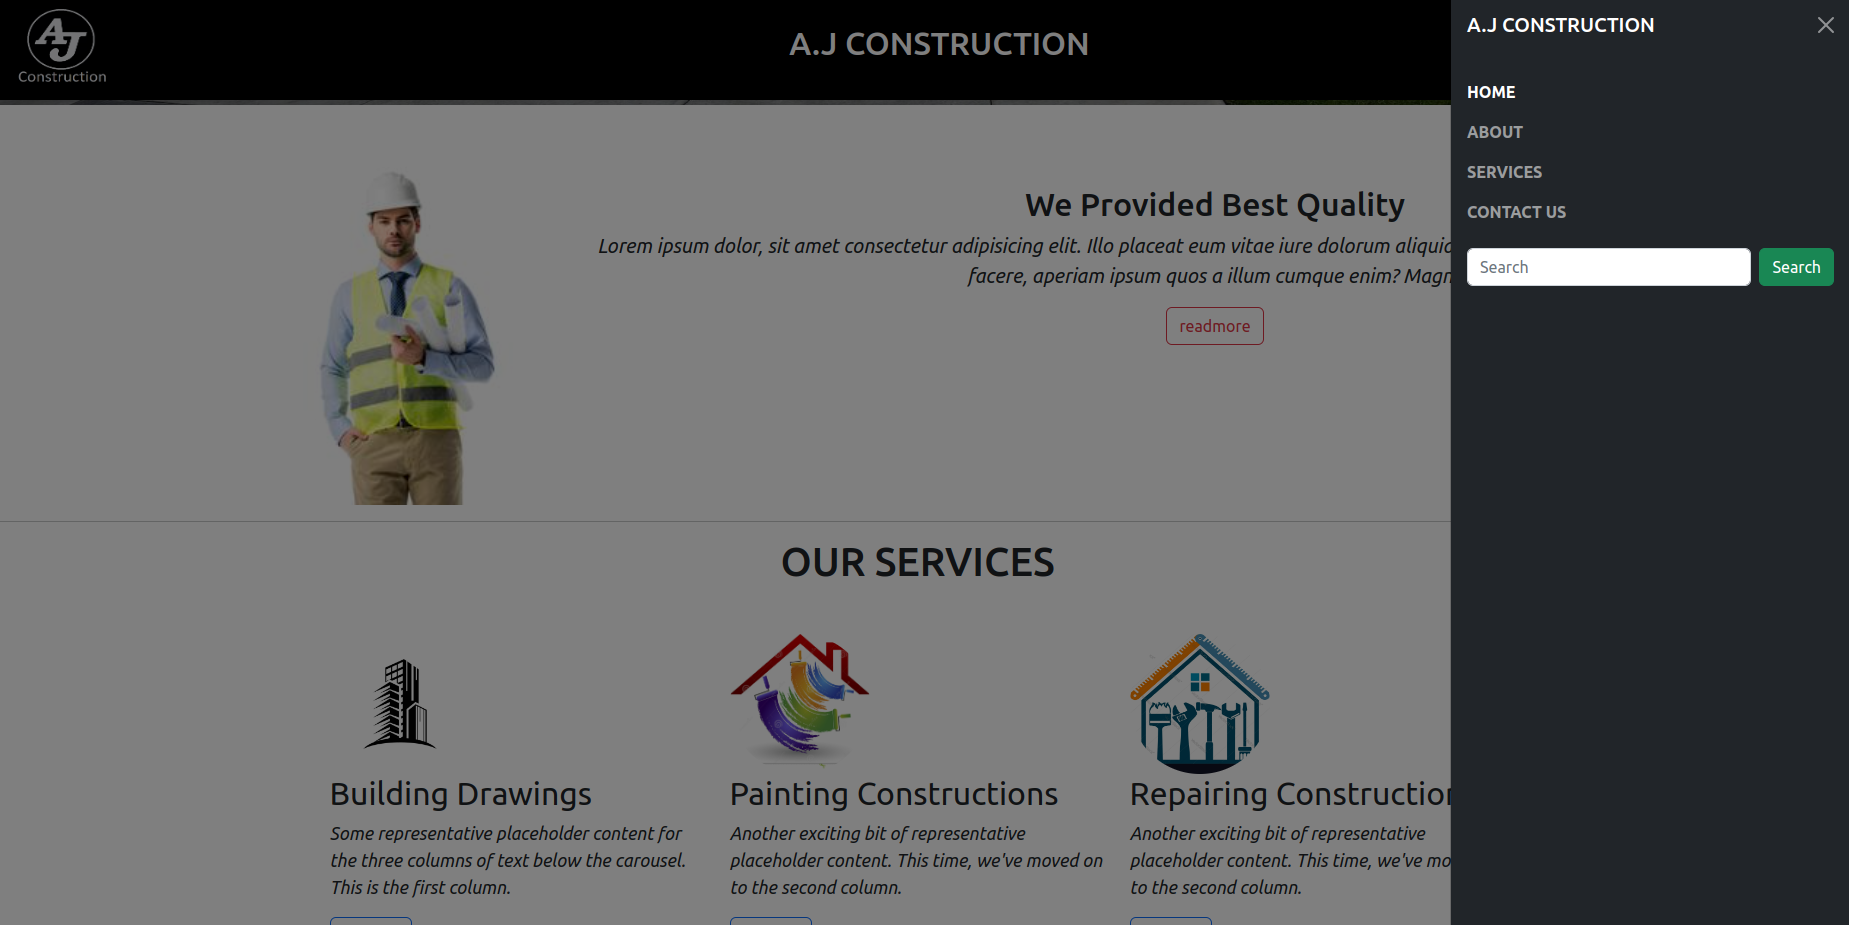 AJ
Construction
A.J CONSTRUCTION
A.J CONSTRUCTION
HOME
ABOUT
SERVICES
CONTACT US
Search
Search
We Provided Best Quality
Lorem ipsum dolor, sit amet consectetur adipisicing elit. Illo placeat eum vitae iure dolorum
facere, aperiam ipsum quos a illum cumque enim?
readmore
OUR SERVICES
Building Drawings
Some representative placeholder content for
the three columns of text below the carousel.
This is the first column.
Painting Constructions
Another exciting bit of representative
placeholder content. This time, we've moved on
to the second column.
Repairing
Another exciting bit of representative
placeholder content. This time, we've
to the second column.